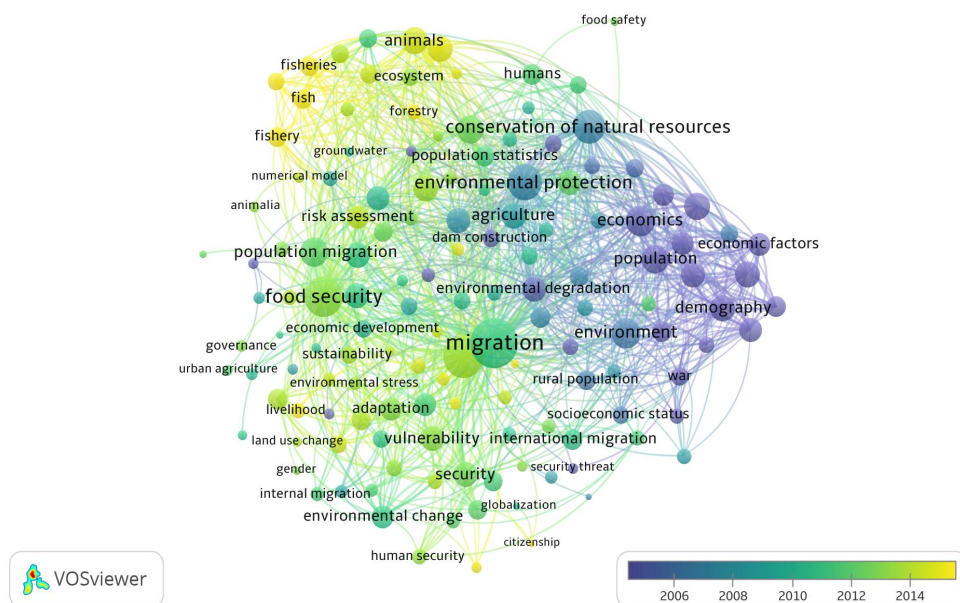 food safety
animals
fisheries
ecosystem
humans
fish
forestry
conservation of natural resources
fishery
groundwater
population statistics
numerical model
environmental protection
animalia
risk assessment
agriculture
economics
dam construction
economic factors
population migration
population
environmental degradation
food security
demography
economic development
environment
migration
governance
sustainability
urban agriculture
environmental stress
rural population
war
livelihood
adaptation
socioeconomic status
land use change
vulnerability
international migration
gender
security
security threat
internal migration
globalization
environmental change
citizenship
human security
VOSviewer
2006 2008 2010 2012 2014